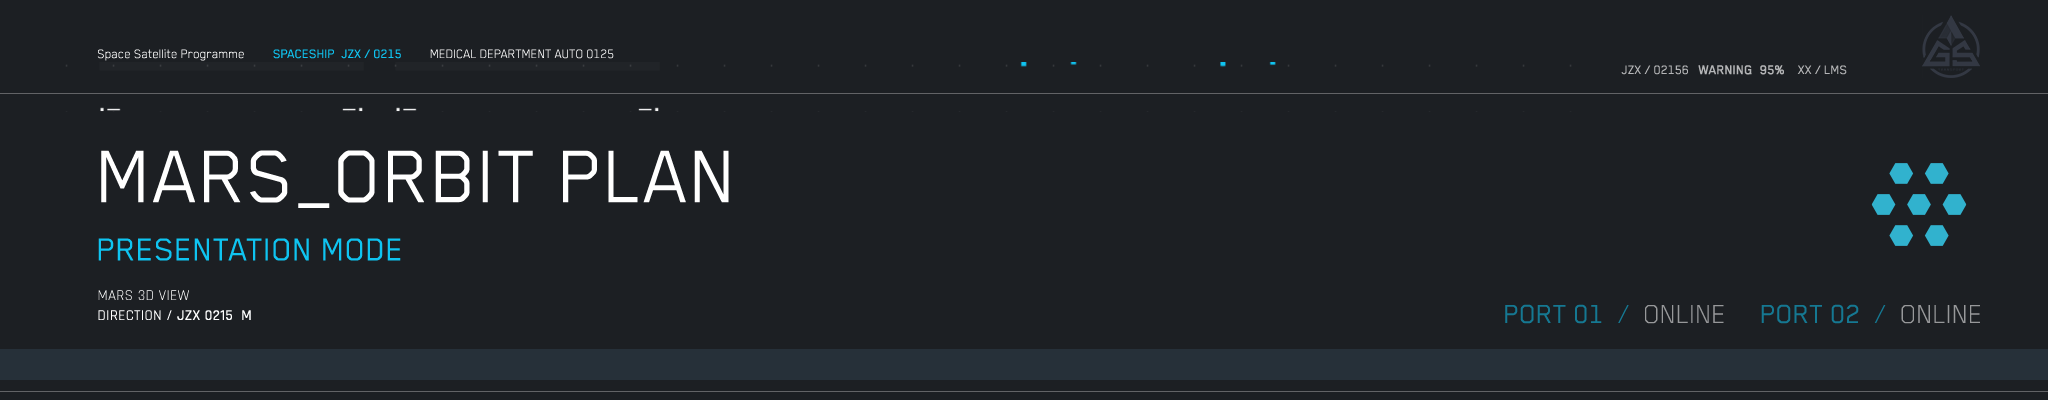 Space Satellite Programme SPACESHIP JZX / 0215 MEDICAL DEPARTMENT AUTO 0125
JZX / 02156 WARNING 95% XX / LMS
GS
MARS_ORBIT PLAN
PRESENTATION MODE
MARS 3D VIEW
DIRECTION / JZX 0215 M
PORT 01 / ONLINE PORT 02 / ONLINE